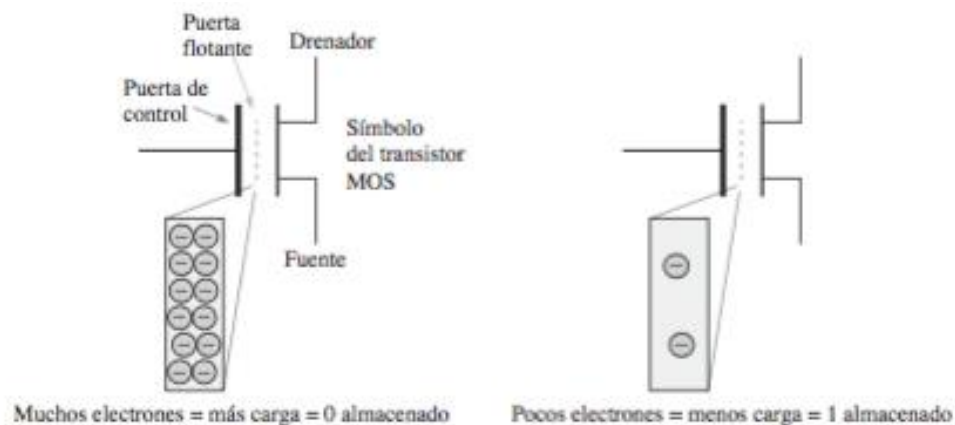 Puerta
flotante
Drenador
Puerta de
control
Símbolo
del transistor
MOS
Fuente
Muchos electrones = más carga = 0 almacenado
Pocos electrones = menos carga = 1 almacenado